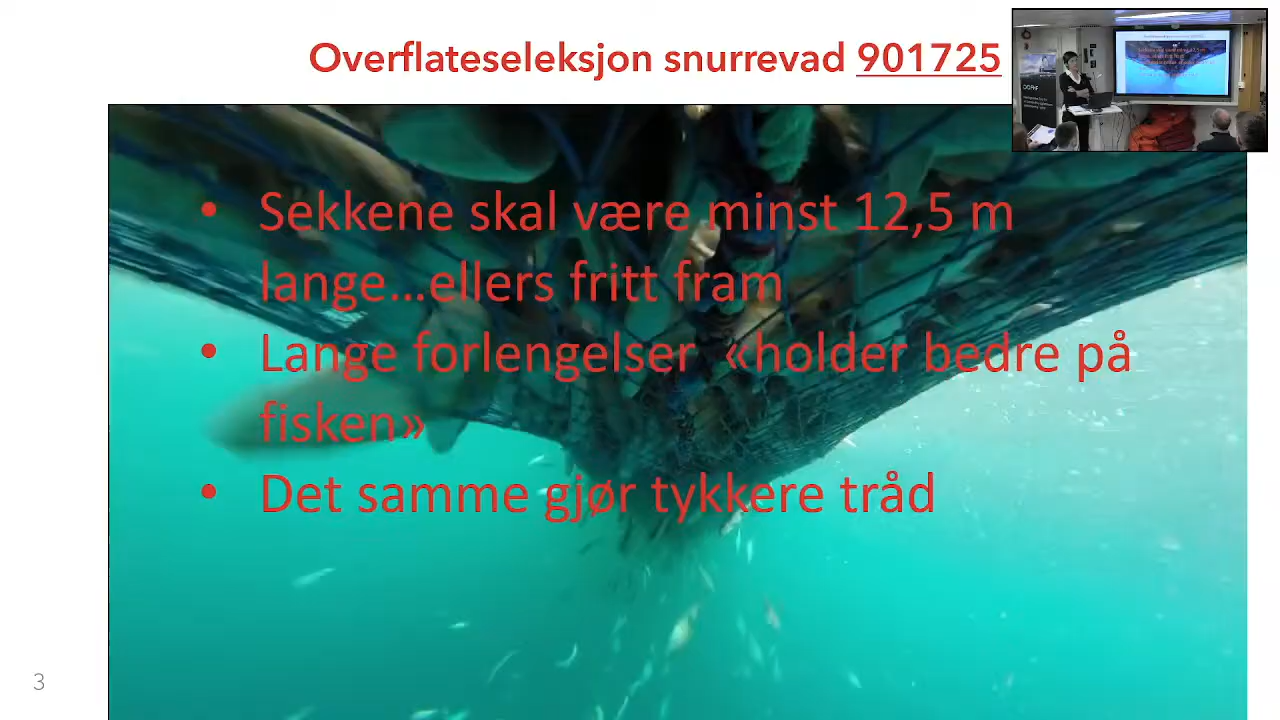 Overflateseleksjon snurrevad 901725
• Sekkene skal være minst 12,5 m
lange...ellers fritt fram
• Lange forlengelser «holder bedre på
fisken»
• Det samme gjør tykkere tråd
3